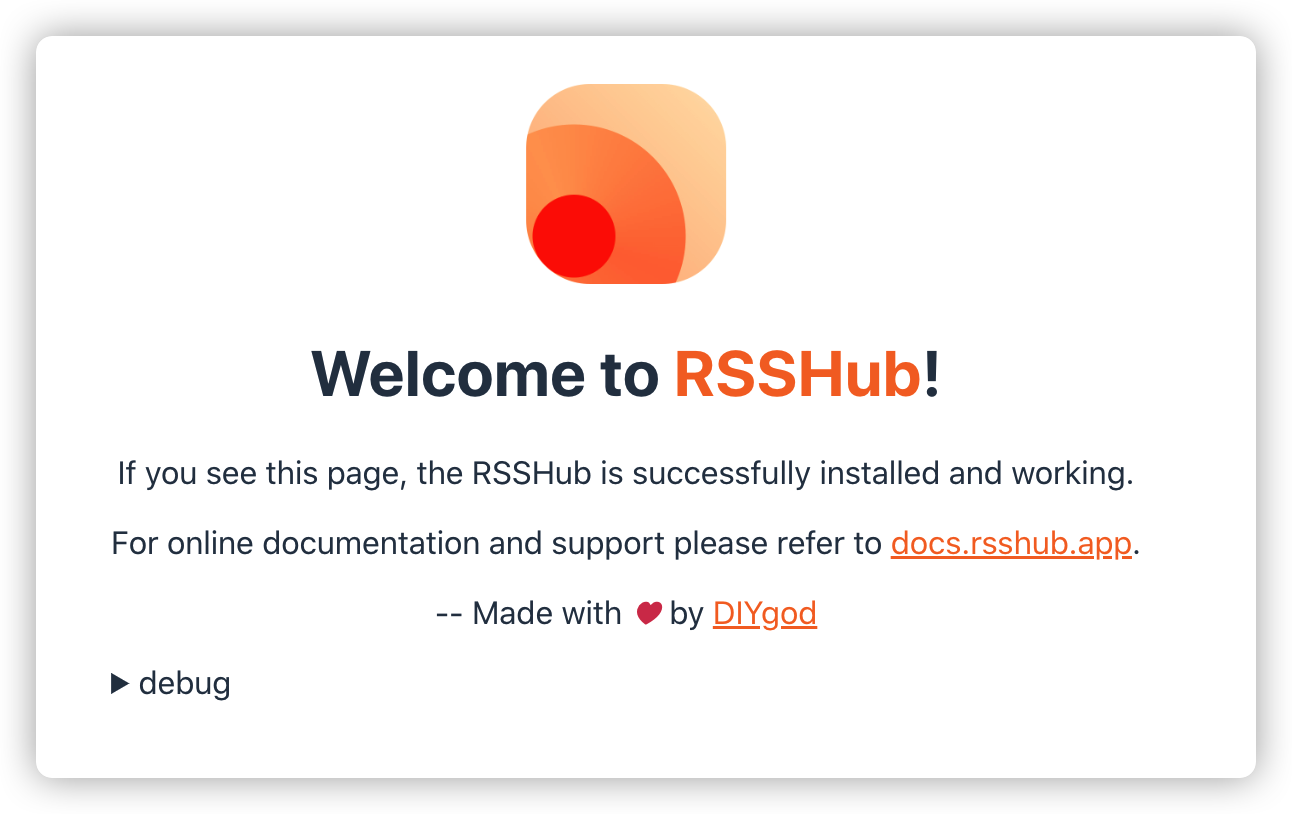 Welcome to RSSHub!
If you see this page, the RSSHub is successfully installed and working.
For online documentation and support please refer to docs.rsshub.app.
-- Made with ❤️ by DIYgod
▶ debug